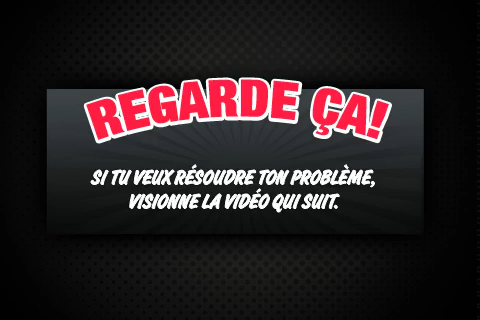 REGARDE ÇA!
SI TU VEUX RÉSOUDRE TON PROBLÈME,
VISIONNE LA VIDÉO QUI SUIT.